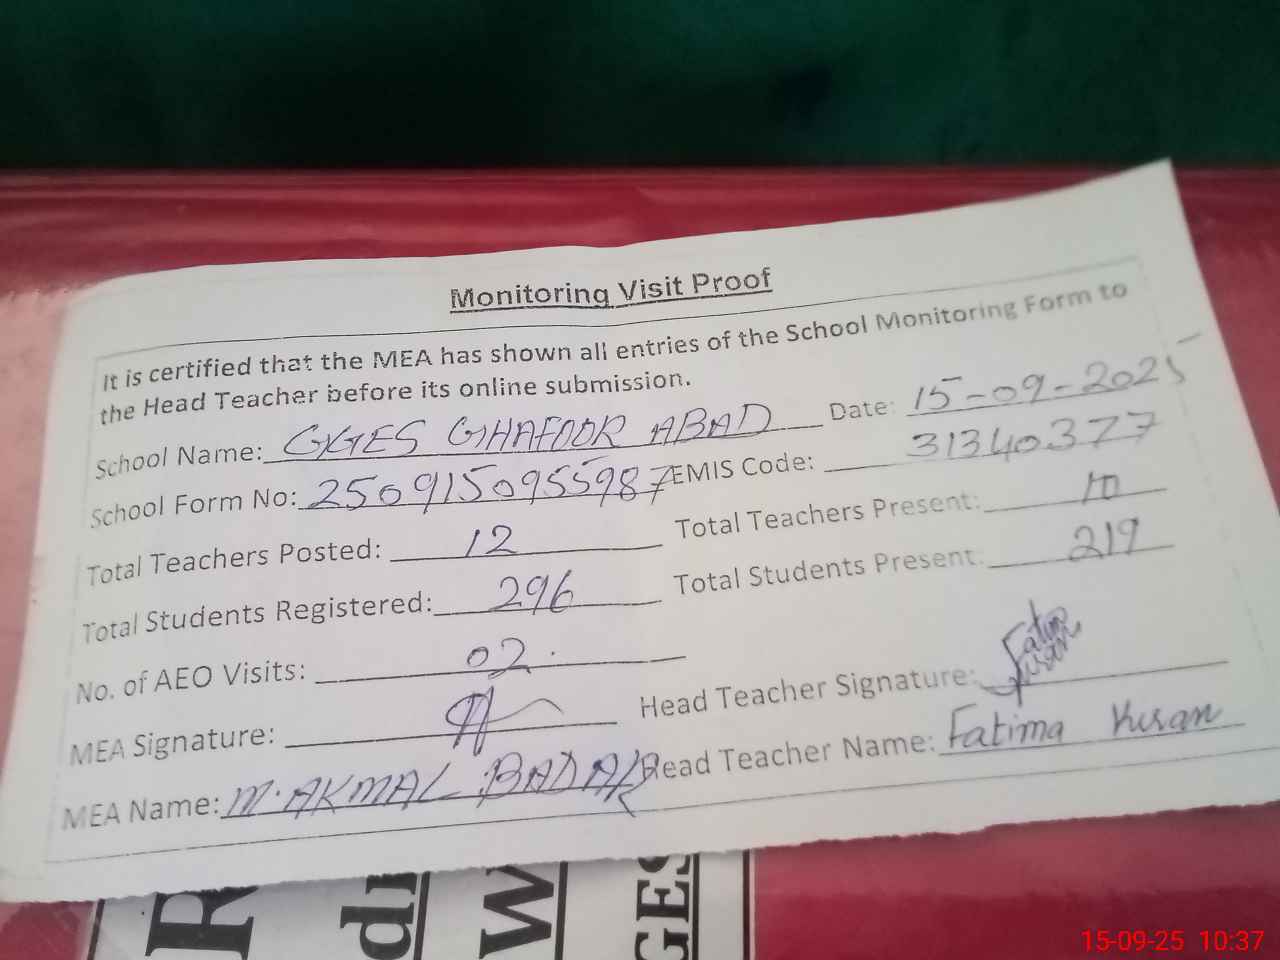 Monitoring Visit Proof
It is certified that the MEA has shown all entries of the School Monitoring Form to
the Head Teacher before its online submission.
School Name: GGES GHAFOOR ABAD Date: 15-09-2025
School Form No: 250915095598 7 EMIS Code: 31340377
Total Teachers Posted: 12 Total Teachers Present: 10
Total Students Registered: 296 Total Students Present: 219
No. of AEO Visits: 02
MEA Signature: Head Teacher Signature: Fatima
MEA Name: M. AKMAL BADAR Head Teacher Name: Fatima
R
di
W
GES
15-09-25 10:37